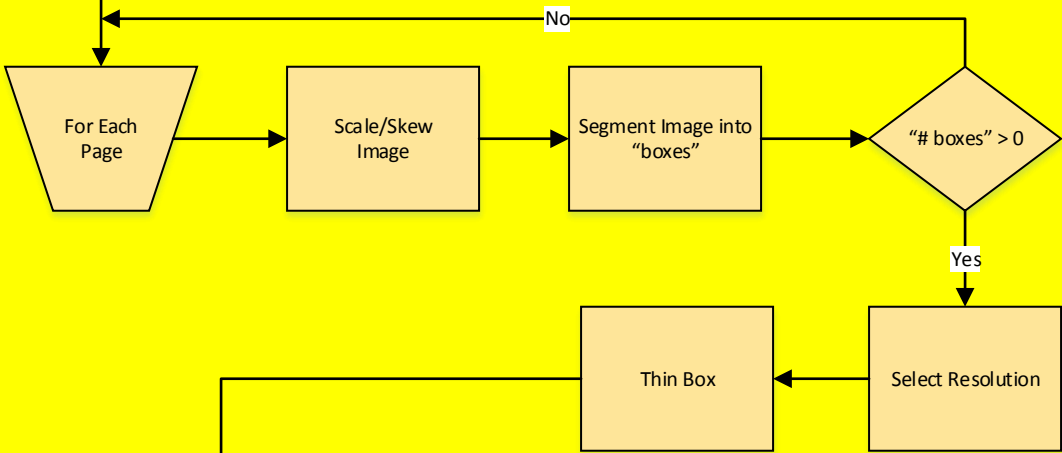 No
For Each
Page
Scale/Skew
Image
Segment Image into
“boxes”
“# boxes” > 0
Yes
Thin Box
Select Resolution